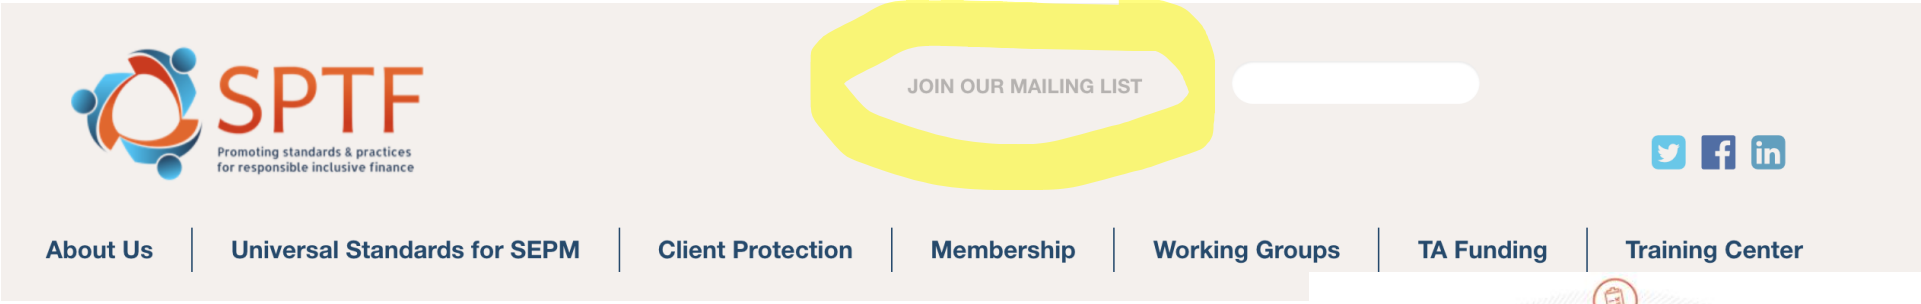 SPTF
Promoting standards & practices
for responsible inclusive finance
JOIN OUR MAILING LIST
About Us
Universal Standards for SEPM
Client Protection
Membership
Working Groups
TA Funding
Training Center